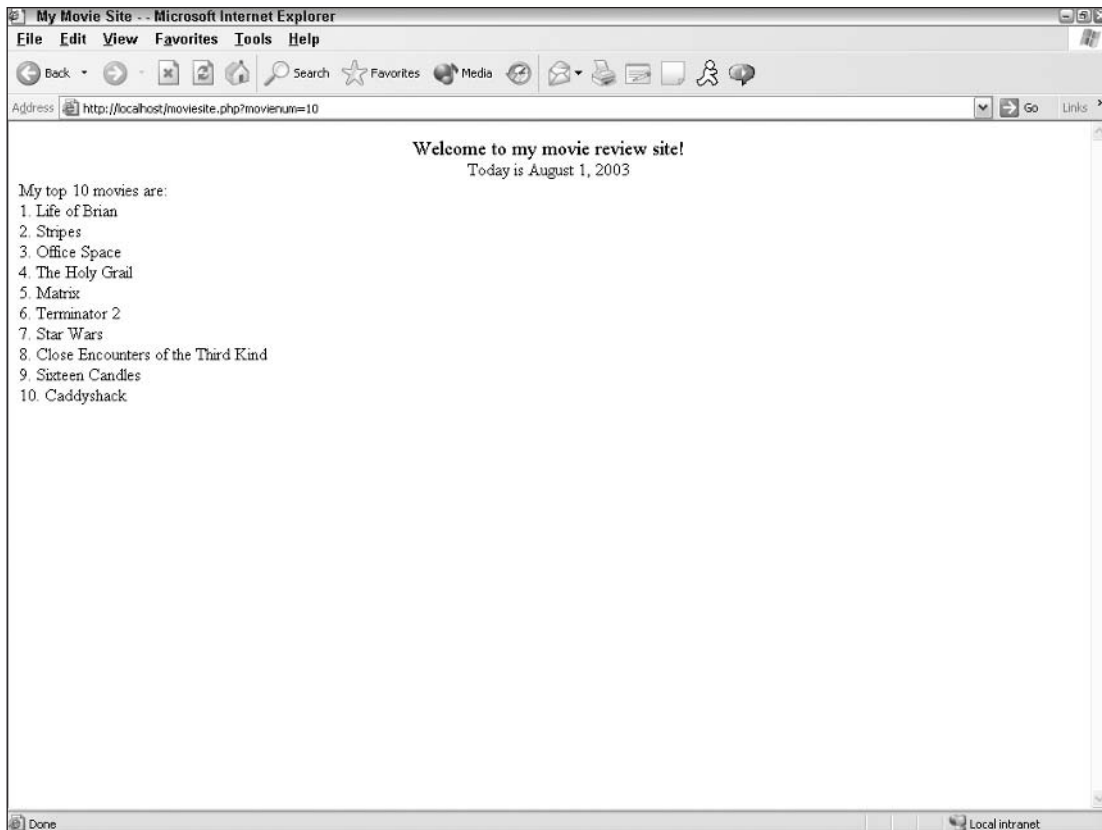 My Movie Site - - Microsoft Internet Explorer
File Edit View Favorites Tools Help
Back Search Favorites Media
Address http://localhost/moviesite.php?movienum=10 Go Links
Welcome to my movie review site!
Today is August 1, 2003
My top 10 movies are:
1. Life of Brian
2. Stripes
3. Office Space
4. The Holy Grail
5. Matrix
6. Terminator 2
7. Star Wars
8. Close Encounters of the Third Kind
9. Sixteen Candles
10. Caddyshack
Done Local intranet